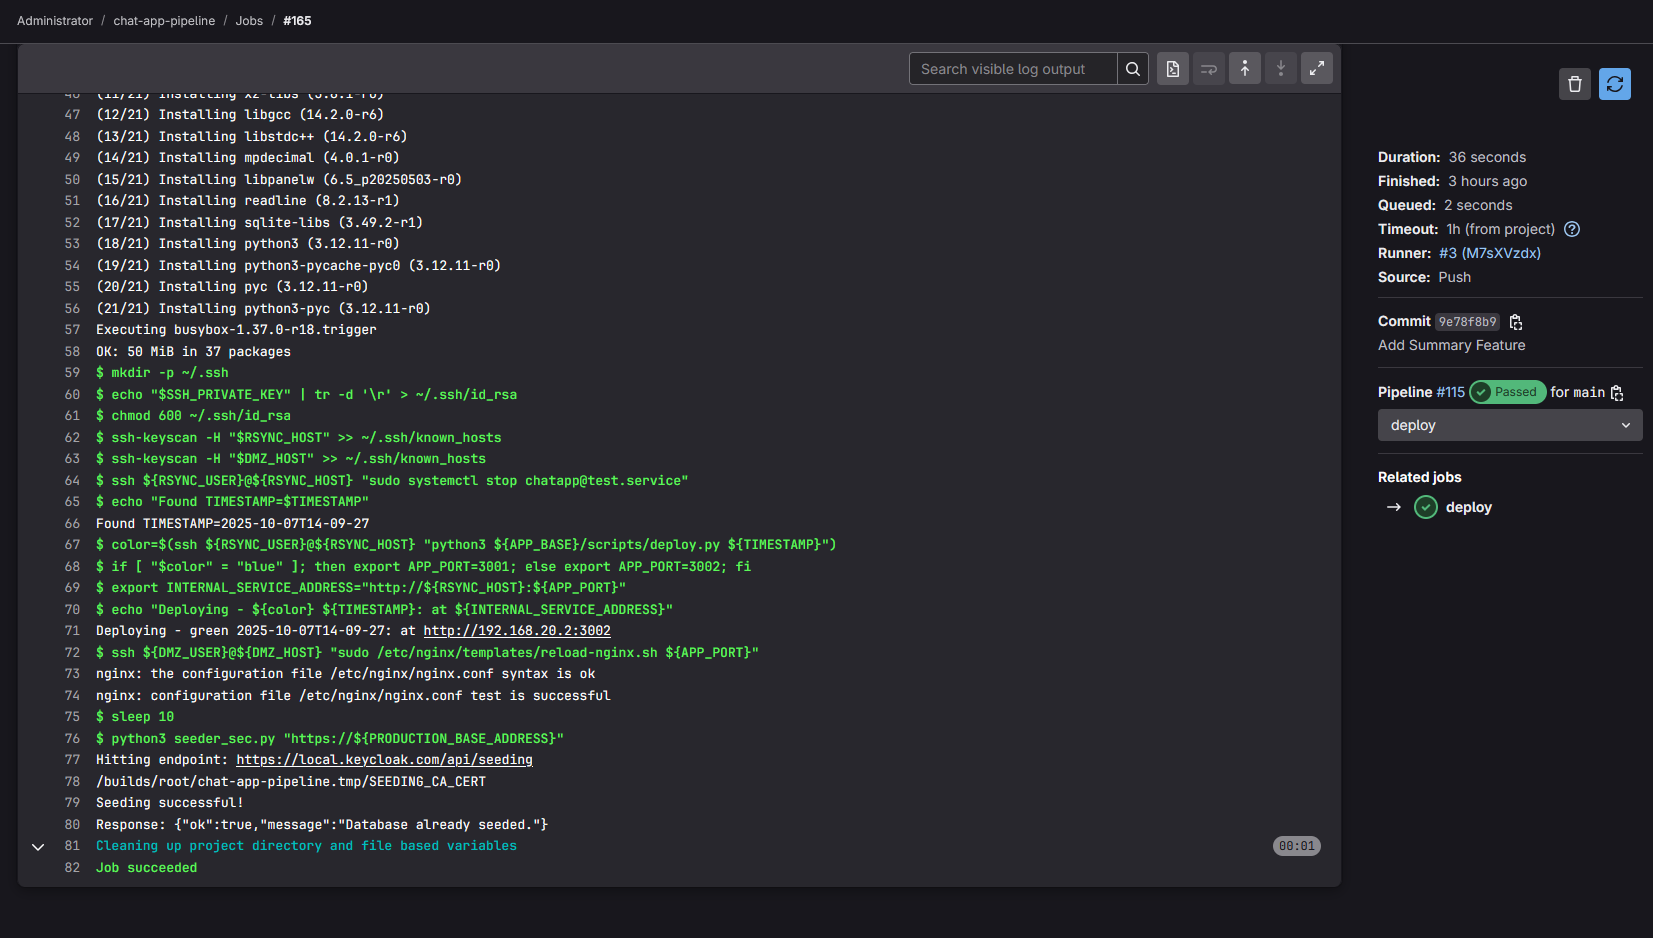 Administrator / chat-app-pipeline / Jobs / #165
Search visible log output
46 (11/21) Installing xz-libs (5.8.1-r0)
47 (12/21) Installing libgcc (14.2.0-r6)
48 (13/21) Installing libstdc++ (14.2.0-r6)
49 (14/21) Installing mpdecimal (4.0.1-r0)
50 (15/21) Installing libpanelw (6.5_p20250503-r0)
51 (16/21) Installing readline (8.2.13-r1)
52 (17/21) Installing sqlite-libs (3.49.2-r1)
53 (18/21) Installing python3 (3.12.11-r0)
54 (19/21) Installing python3-pycache-pyc0 (3.12.11-r0)
55 (20/21) Installing pyc (3.12.11-r0)
56 (21/21) Installing python3-pyc (3.12.11-r0)
57 Executing busybox-1.37.0-r18.trigger
58 OK: 50 MiB in 37 packages
59 $ mkdir -p ~/.ssh
60 $ echo "$SSH_PRIVATE_KEY" | tr -d '\r' > ~/.ssh/id_rsa
61 $ chmod 600 ~/.ssh/id_rsa
62 $ ssh-keyscan -H "$RSYNC_HOST" >> ~/.ssh/known_hosts
63 $ ssh-keyscan -H "$DMZ_HOST" >> ~/.ssh/known_hosts
64 $ ssh ${RSYNC_USER}@${RSYNC_HOST} "sudo systemctl stop chatapp@test.service"
65 $ echo "Found TIMESTAMP=$TIMESTAMP"
66 Found TIMESTAMP=2025-10-07T14-09-27
67 $ color=$(ssh ${RSYNC_USER}@${RSYNC_HOST} "python3 ${APP_BASE}/scripts/deploy.py ${TIMESTAMP}")
68 $ if [ "$color" = "blue" ]; then export APP_PORT=3001; else export APP_PORT=3002; fi
69 $ export INTERNAL_SERVICE_ADDRESS="http://${RSYNC_HOST}:${APP_PORT}"
70 $ echo "Deploying - ${color} ${TIMESTAMP}: at ${INTERNAL_SERVICE_ADDRESS}"
71 Deploying - green 2025-10-07T14-09-27: at http://192.168.20.2:3002
72 $ ssh ${DMZ_USER}@${DMZ_HOST} "sudo /etc/nginx/templates/reload-nginx.sh ${APP_PORT}"
73 nginx: the configuration file /etc/nginx/nginx.conf syntax is ok
74 nginx: configuration file /etc/nginx/nginx.conf test is successful
75 $ sleep 10
76 $ python3 seeder_sec.py "https://${PRODUCTION_BASE_ADDRESS}"
77 Hitting endpoint: https://local.keycloak.com/api/seeding
78 /builds/root/chat-app-pipeline.tmp/SEEDING_CA_CERT
79 Seeding successful!
80 Response: {"ok":true,"message":"Database already seeded."}
81 Cleaning up project directory and file based variables 00:01
82 Job succeeded
Duration: 36 seconds
Finished: 3 hours ago
Queued: 2 seconds
Timeout: 1h (from project)
Runner: #3 (M7sXVzdx)
Source: Push
Commit 9e78f8b9
Add Summary Feature
Pipeline #115 Passed for main
deploy
Related jobs
→ deploy